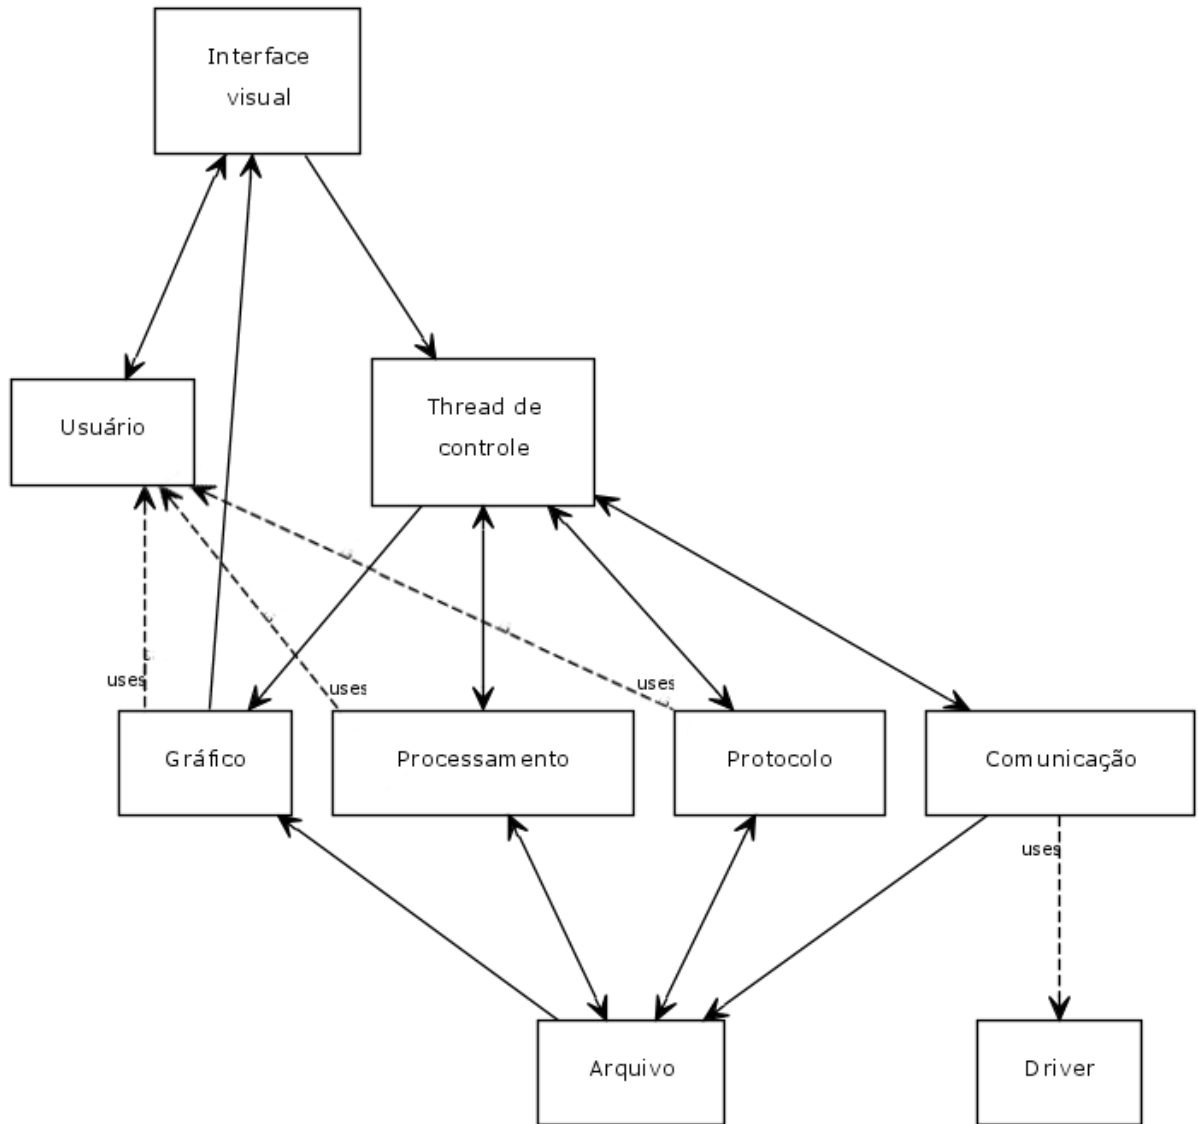 Interface
visual
Usuário
Thread de
controle
uses
uses
uses
Gráfico
Processamento
Protocolo
Comunicação
uses
Arquivo
Driver